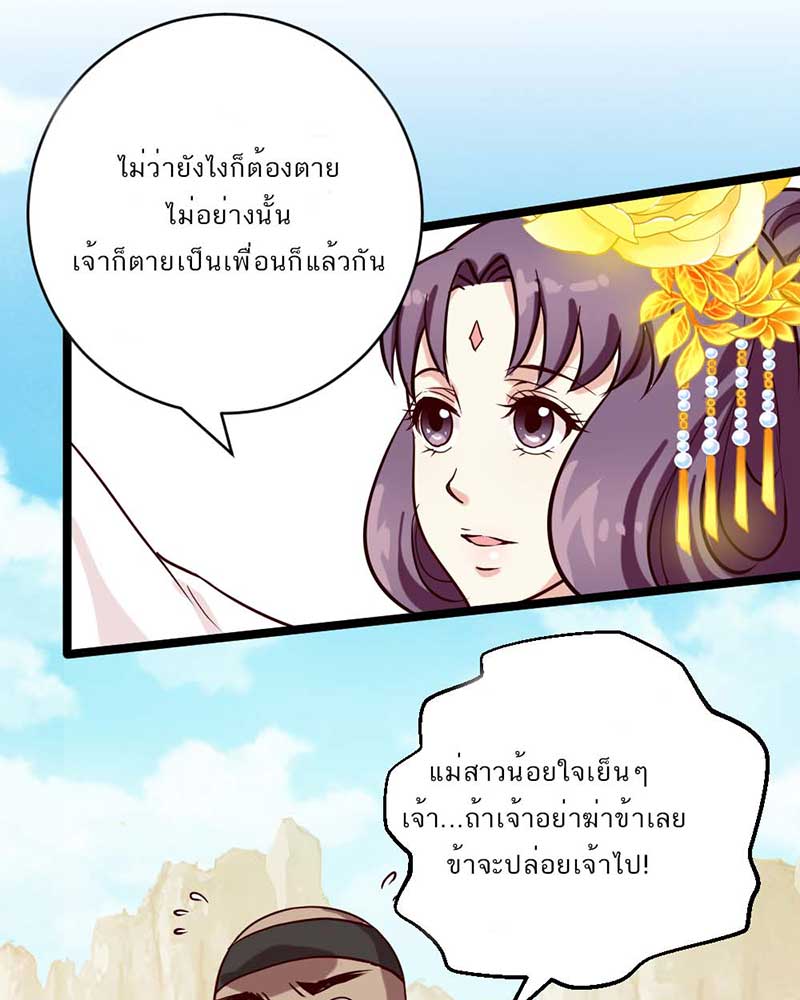 ไม่ว่ายังไงก็ต้องตาย
ไม่อย่างนั้น
เจ้าก็ตายเป็นเพื่อนก็แล้วกัน
แม่สาวน้อยใจเย็นๆ
เจ้า...ถ้าเจ้าอย่าฆ่าข้าเลย
ข้าจะปล่อยเจ้าไป!